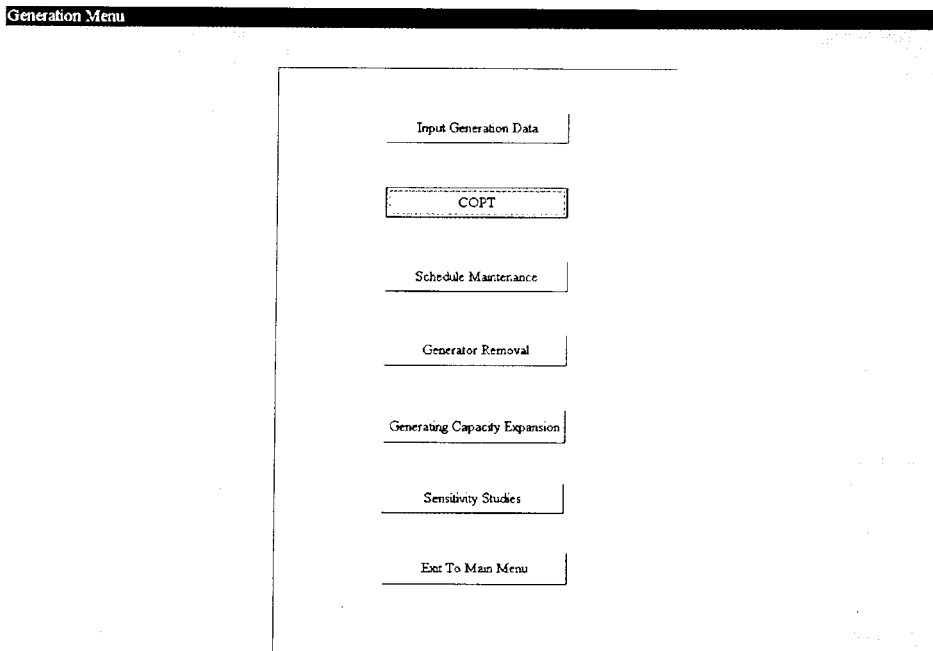 Generation Menu
Input Generation Data
COPT
Schedule Maintenance
Generator Removal
Generating Capacity Expansion
Sensitivity Studies
Exit To Main Menu